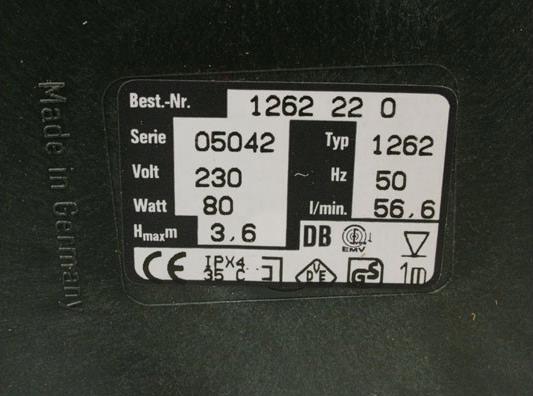 Made in Germany
Best.-Nr. 1262 22 0
Serie 05042 Typ 1262
Volt 230 ~ Hz 50
Watt 80 l/min. 56,6
Hmaxm 3,6 DB EMV
CE IPX4 35°C VDE GS 1m